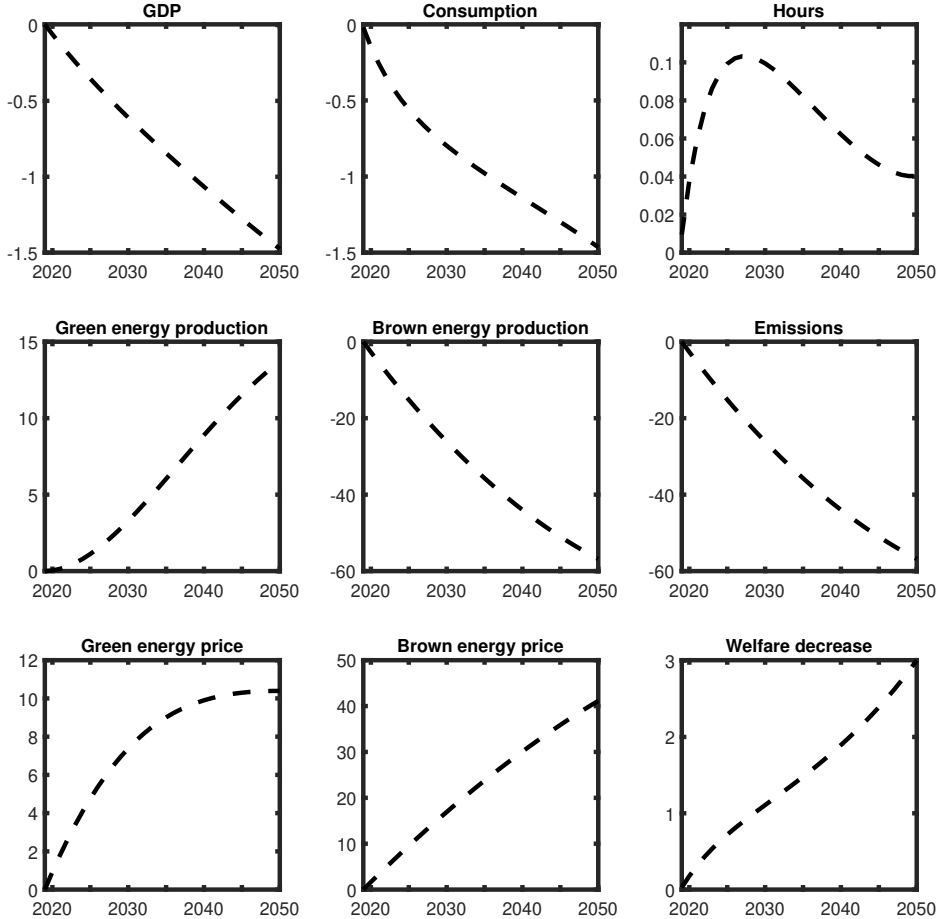 GDP
Consumption
Hours
0
-0.5
-1
-1.5
2020 2030 2040 2050
0
-0.5
-1
-1.5
2020 2030 2040 2050
0.1
0.08
0.06
0.04
0.02
0
2020 2030 2040 2050
Green energy production
Brown energy production
Emissions
15
10
5
0
2020 2030 2040 2050
0
-20
-40
-60
2020 2030 2040 2050
0
-20
-40
-60
2020 2030 2040 2050
Green energy price
Brown energy price
Welfare decrease
12
10
8
6
4
2
0
2020 2030 2040 2050
50
40
30
20
10
0
2020 2030 2040 2050
3
2
1
0
2020 2030 2040 2050